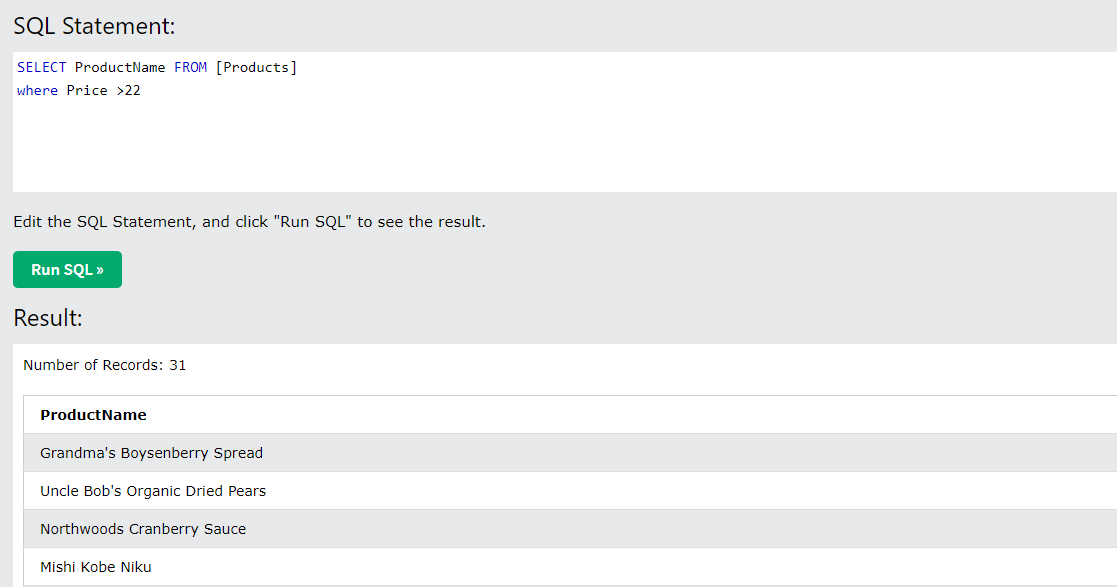 SQL Statement:
SELECT ProductName FROM [Products]
where Price >22
Edit the SQL Statement, and click "Run SQL" to see the result.
Run SQL »
Result:
Number of Records: 31
ProductName
Grandma's Boysenberry Spread
Uncle Bob's Organic Dried Pears
Northwoods Cranberry Sauce
Mishi Kobe Niku